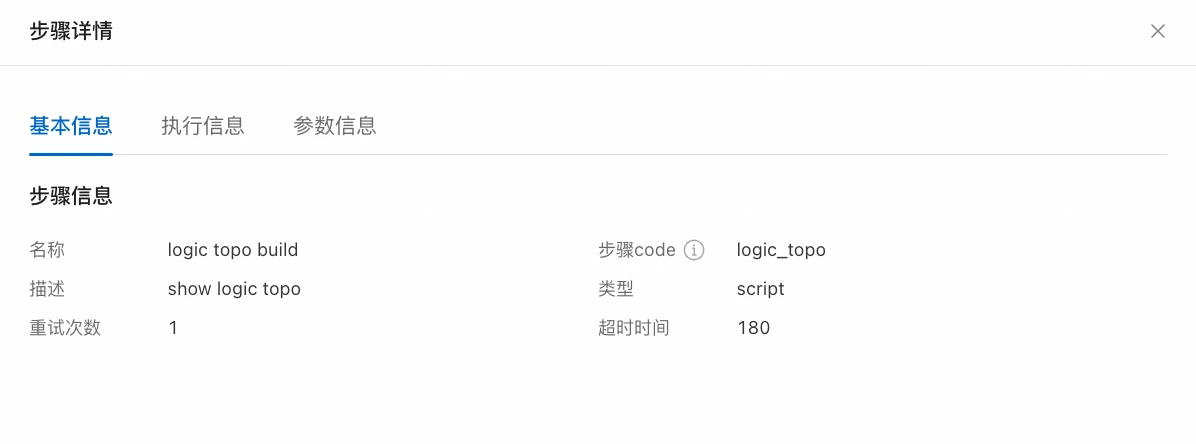 步骤详情
基本信息 执行信息 参数信息
步骤信息
名称 logic topo build 步骤code logic_topo
描述 show logic topo 类型 script
重试次数 1 超时时间 180